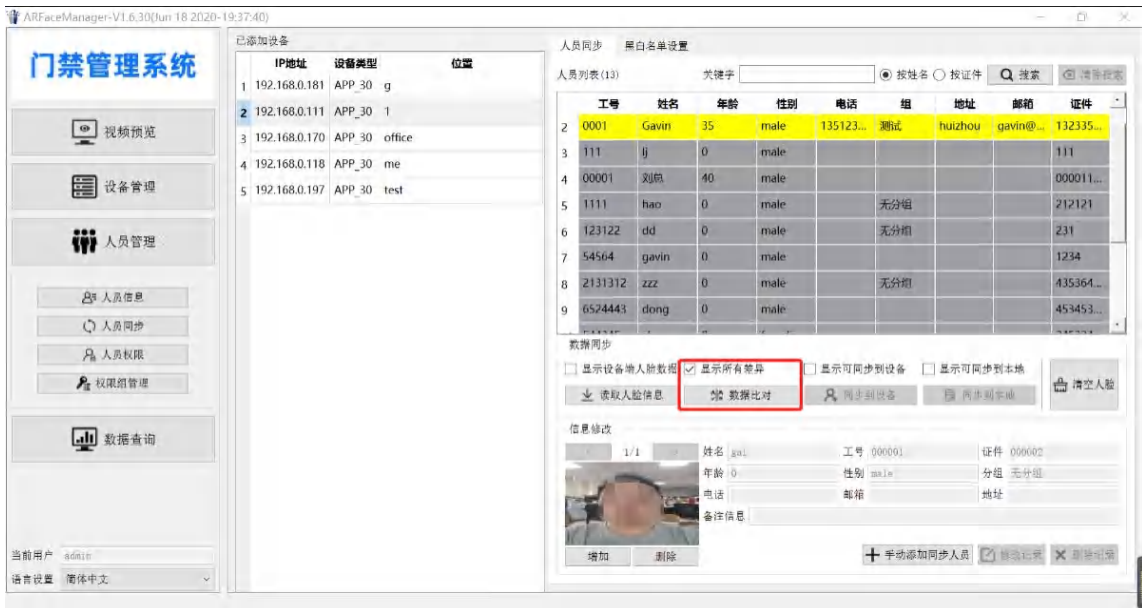 ARFaceManager-V1.6.30(Jun 18 2020-19:37:40)
门禁管理系统
视频预览
设备管理
人员管理
人员信息
人员同步
人员权限
权限组管理
数据查询
当前用户 admin
语言设置 简体中文
已添加设备
IP地址 设备类型 位置
1 192.168.0.181 APP_30 g
2 192.168.0.111 APP_30 1
3 192.168.0.170 APP_30 office
4 192.168.0.118 APP_30 me
5 192.168.0.197 APP_30 test
人员同步 黑白名单设置
人员列表(13) 关键字 按姓名 按证件 搜索 清除搜索
工号 姓名 年龄 性别 电话 组 地址 邮箱 证件
2 0001 Gavin 35 male 135123... 测试 huizhou gavin@... 132335...
3 111 lj 0 male 111
4 00001 刘总 40 male 000011...
5 1111 hao 0 male 无分组 212121
6 123122 dd 0 male 无分组 231
7 54564 gavin 0 male 1234
8 2131312 zzz 0 male 无分组 435364...
9 6524443 dong 0 male 453453...
数据同步
显示设备端人脸数据 显示所有差异 显示可同步到设备 显示可同步到本地
读取人脸信息 数据比对 同步到设备 同步到本地 清空人脸
信息修改
1/1 姓名 gai 工号 000001 证件 000002
年龄 0 性别 male 分组 无分组
电话 邮箱 地址
备注信息
增加 删除 手动添加同步人员 修改记录 删除记录